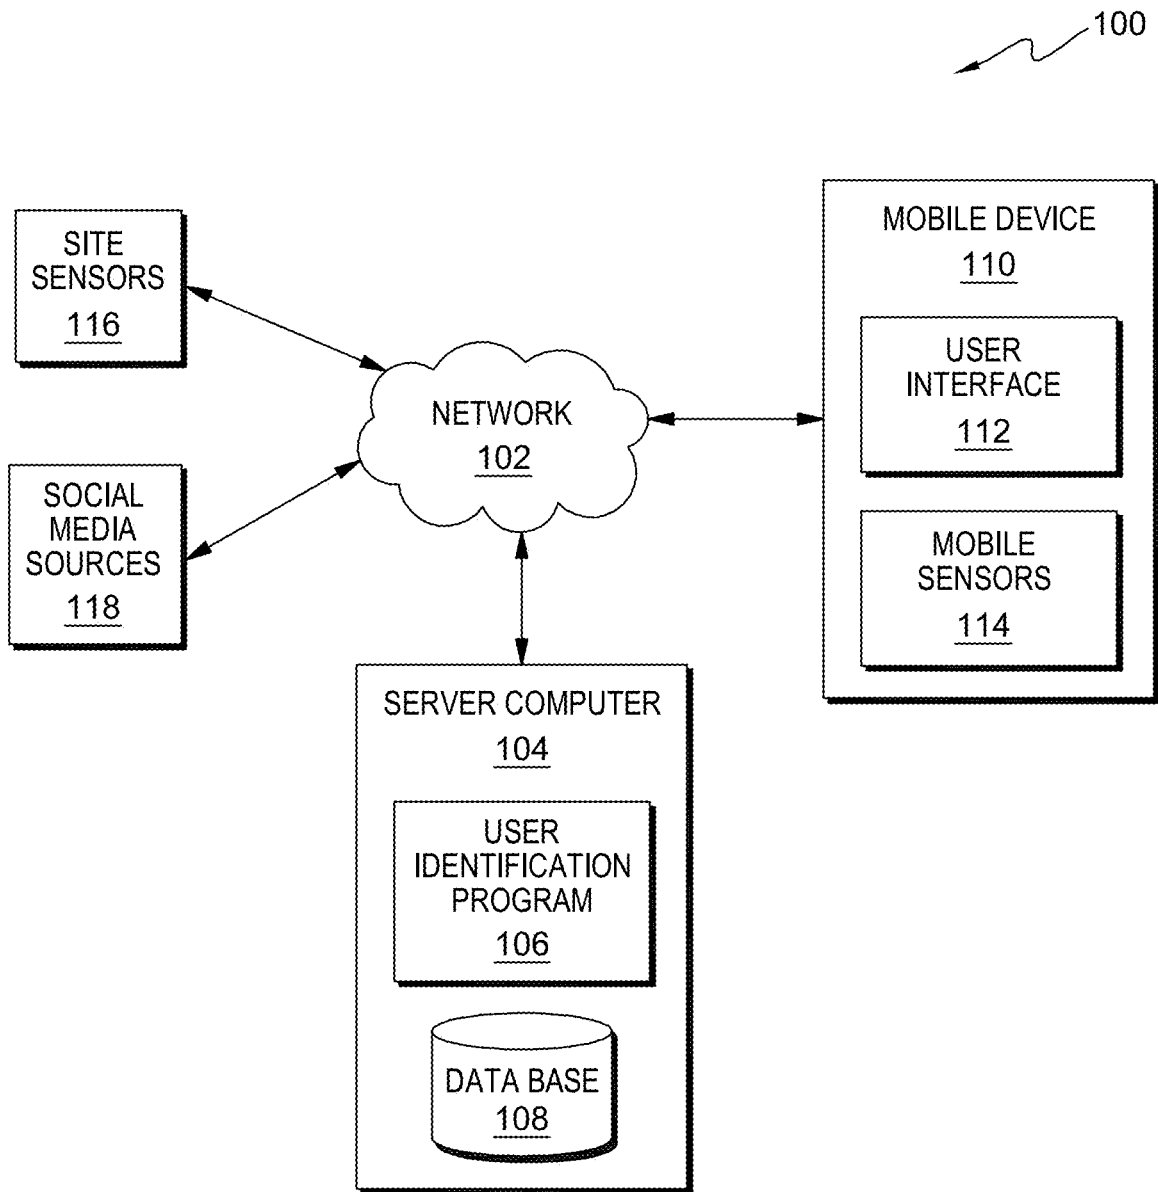 100
SITE
SENSORS
116
SOCIAL
MEDIA
SOURCES
118
NETWORK
102
MOBILE DEVICE
110
USER
INTERFACE
112
MOBILE
SENSORS
114
SERVER COMPUTER
104
USER
IDENTIFICATION
PROGRAM
106
DATA BASE
108